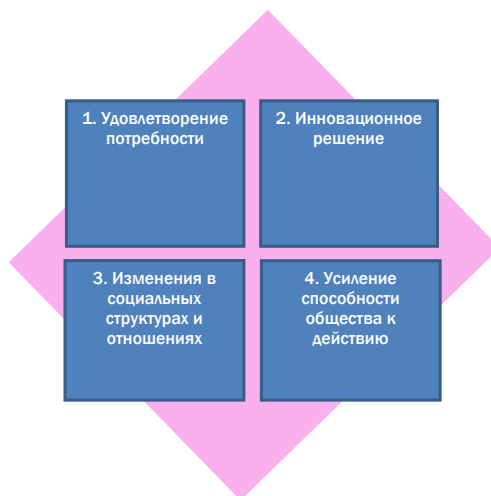 1. Удовлетворение
потребности
2. Инновационное
решение
3. Изменения в
социальных
структурах и
отношениях
4. Усиление
способности
общества к
действию